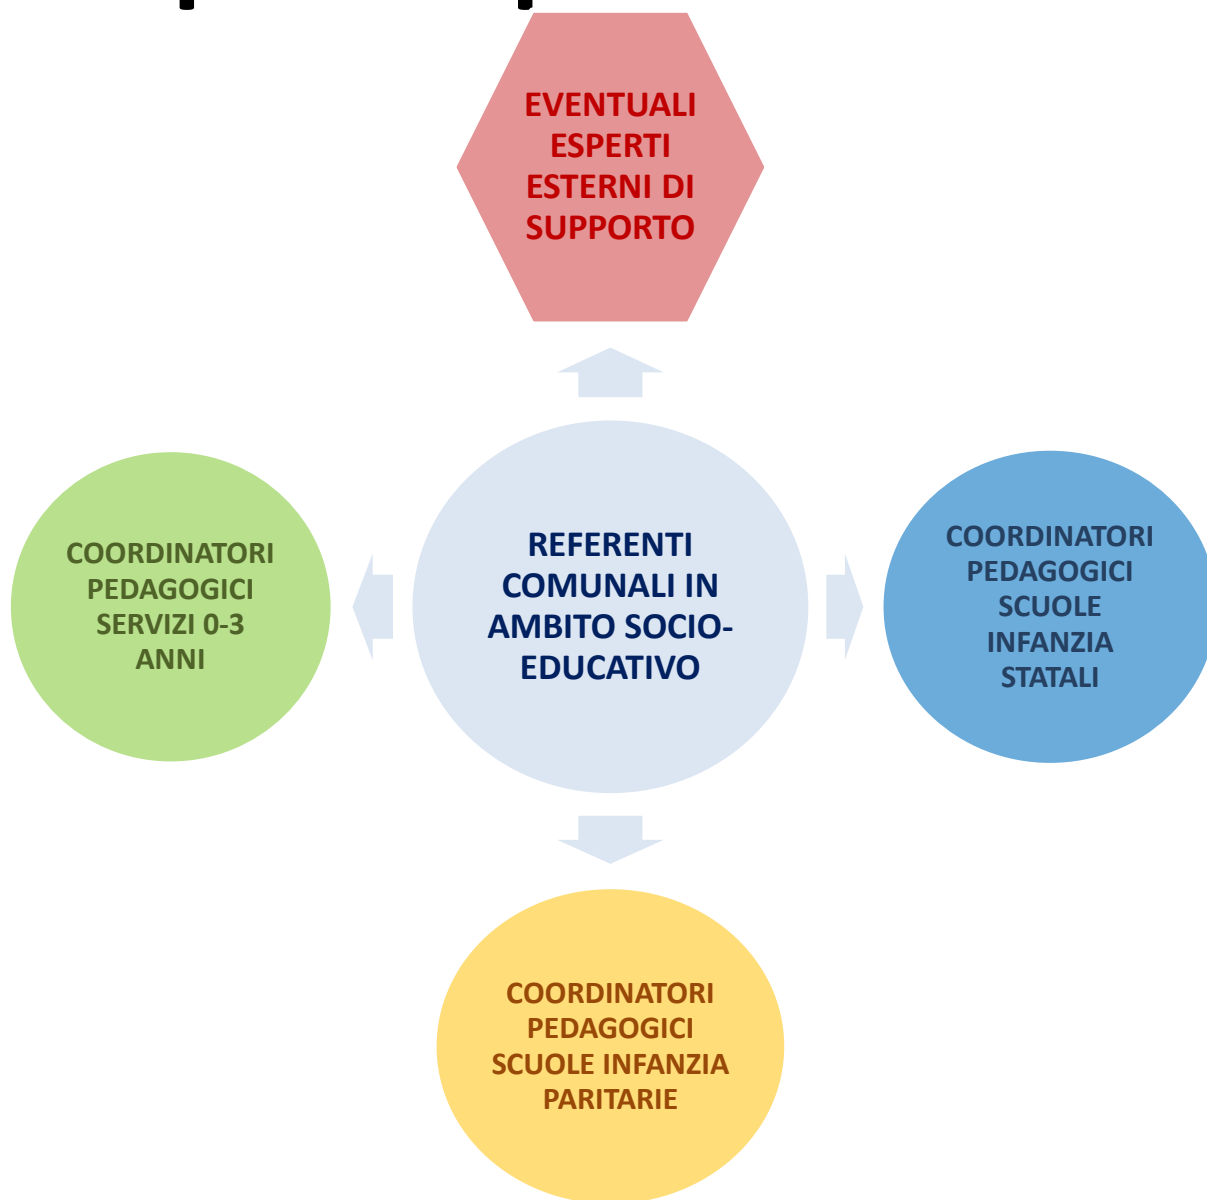 EVENTUALI
ESPERTI
ESTERNI DI
SUPPORTO
COORDINATORI
PEDAGOGICI
SERVIZI 0-3
ANNI
REFERENTI
COMUNALI IN
AMBITO SOCIO-
EDUCATIVO
COORDINATORI
PEDAGOGICI
SCUOLE
INFANZIA
STATALI
COORDINATORI
PEDAGOGICI
SCUOLE INFANZIA
PARITARIE